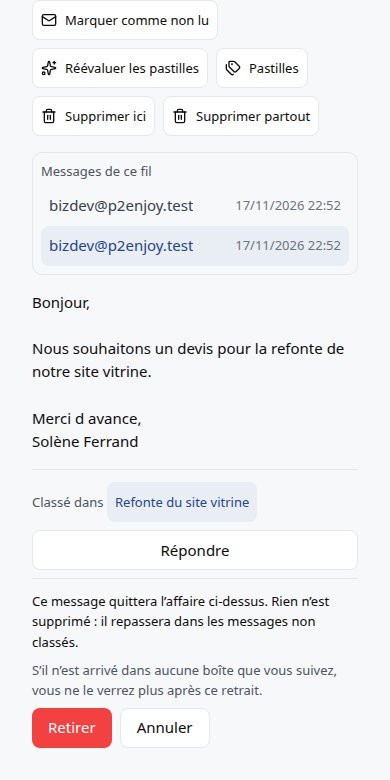 Marquer comme non lu
Réévaluer les pastilles
Pastilles
Supprimer ici
Supprimer partout
Messages de ce fil
bizdev@p2enjoy.test 17/11/2026 22:52
bizdev@p2enjoy.test 17/11/2026 22:52
Bonjour,
Nous souhaitons un devis pour la refonte de
notre site vitrine.
Merci d avance,
Solène Ferrand
Classé dans Refonte du site vitrine
Répondre
Ce message quittera l’affaire ci-dessus. Rien n’est
supprimé : il repassera dans les messages non
classés.
S’il n’est arrivé dans aucune boîte que vous suivez,
vous ne le verrez plus après ce retrait.
Retirer
Annuler